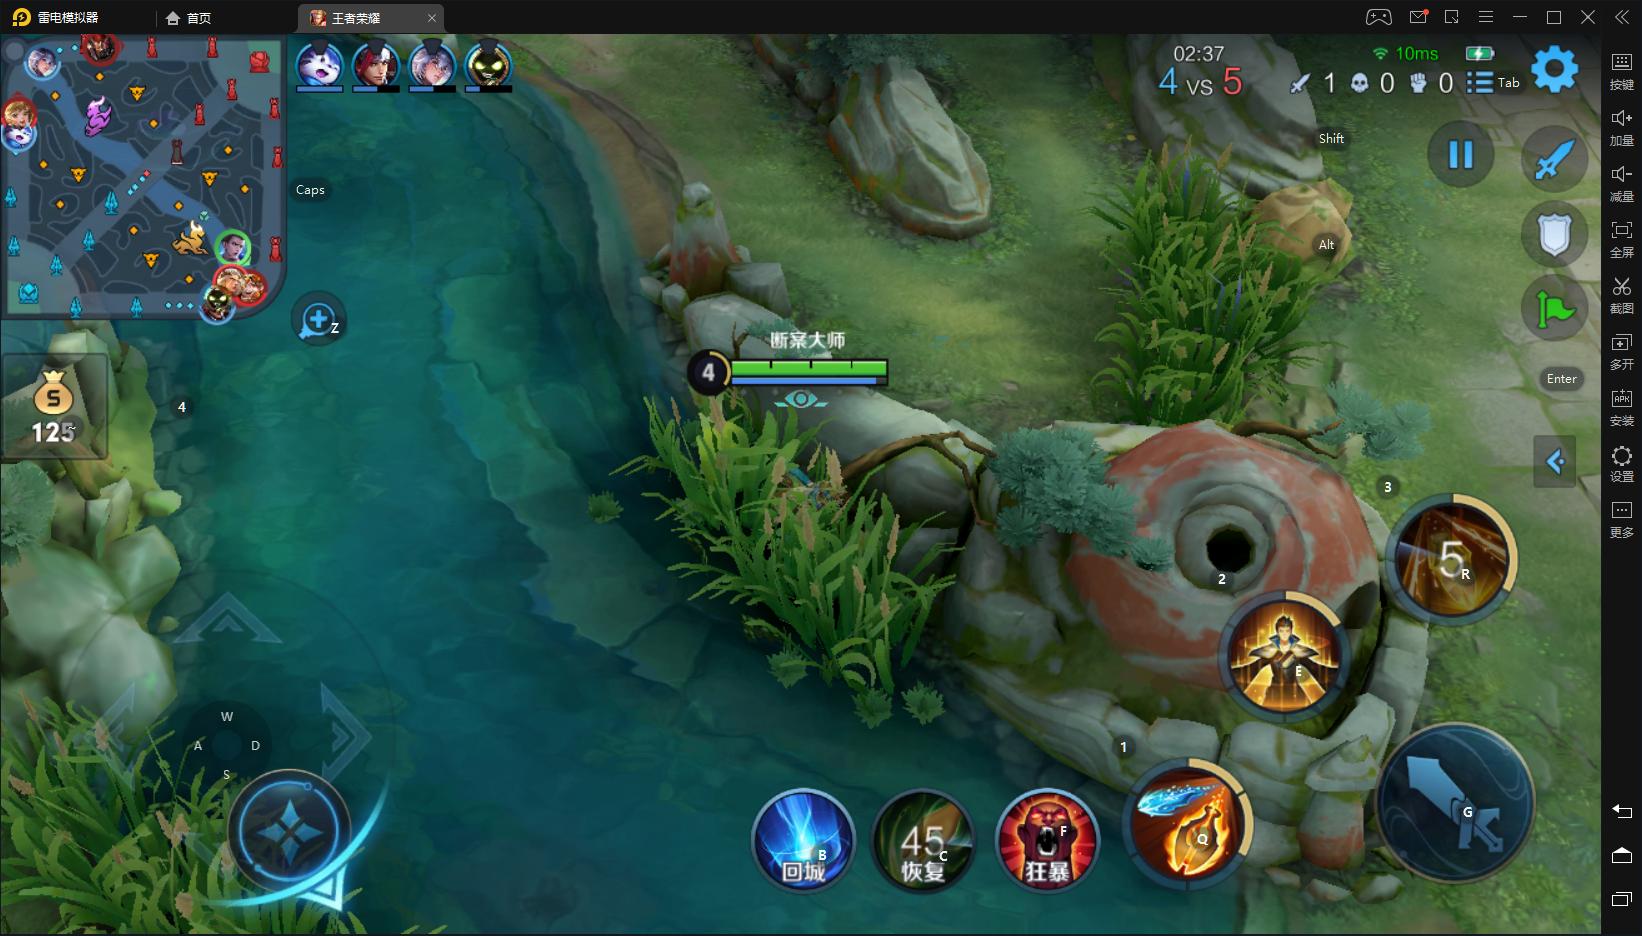 雷电模拟器
首页
王者荣耀
02:37
10ms
4 vs 5
1 0 0
Tab
Shift
Caps
Alt
Z
Enter
断案大师
4
S
125
4
3
5
R
2
E
W
A
D
S
1
B
回城
45
C
恢复
F
狂暴
Q
G
按键
加量
减量
全屏
截图
多开
APK
安装
设置
更多